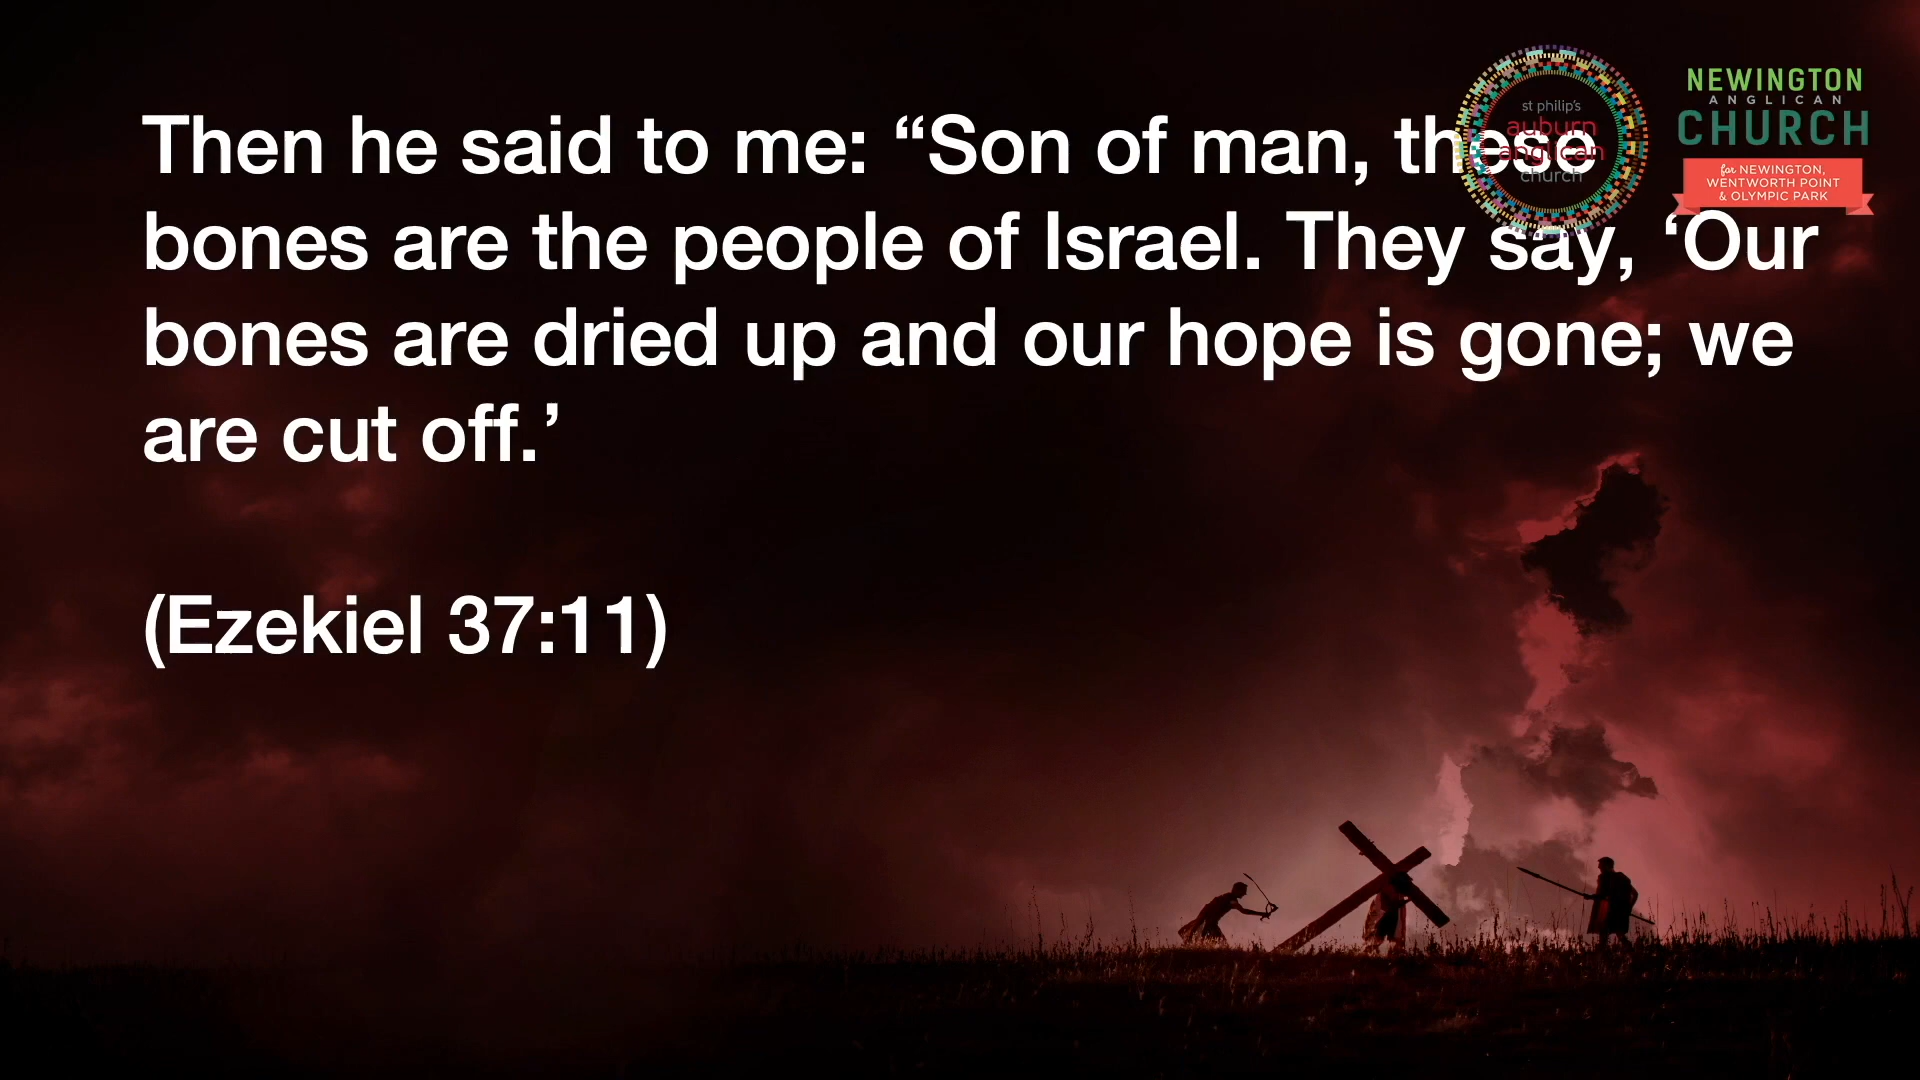 Then he said to me: “Son of man, these
bones are the people of Israel. They say, ‘Our
bones are dried up and our hope is gone; we
are cut off.’
(Ezekiel 37:11)
st philip's
auburn
anglican
church
NEWINGTON
ANGLICAN
CHURCH
for NEWINGTON,
WENTWORTH POINT
& OLYMPIC PARK